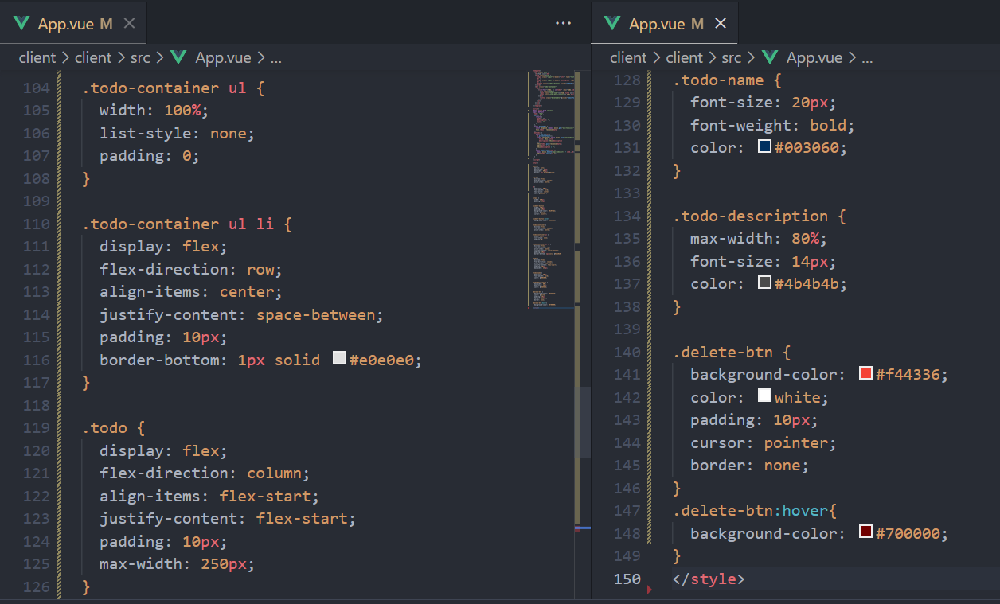 App.vue M
client > client > src > App.vue > ...
104 .todo-container ul {
105   width: 100%;
106   list-style: none;
107   padding: 0;
108 }
109
110 .todo-container ul li {
111   display: flex;
112   flex-direction: row;
113   align-items: center;
114   justify-content: space-between;
115   padding: 10px;
116   border-bottom: 1px solid #e0e0e0;
117 }
118
119 .todo {
120   display: flex;
121   flex-direction: column;
122   align-items: flex-start;
123   justify-content: flex-start;
124   padding: 10px;
125   max-width: 250px;
126 }
App.vue M
client > client > src > App.vue > ...
128 .todo-name {
129   font-size: 20px;
130   font-weight: bold;
131   color: #003060;
132 }
133
134 .todo-description {
135   max-width: 80%;
136   font-size: 14px;
137   color: #4b4b4b;
138 }
139
140 .delete-btn {
141   background-color: #f44336;
142   color: white;
143   padding: 10px;
144   cursor: pointer;
145   border: none;
146 }
147 .delete-btn:hover{
148   background-color: #700000;
149 }
150 </style>